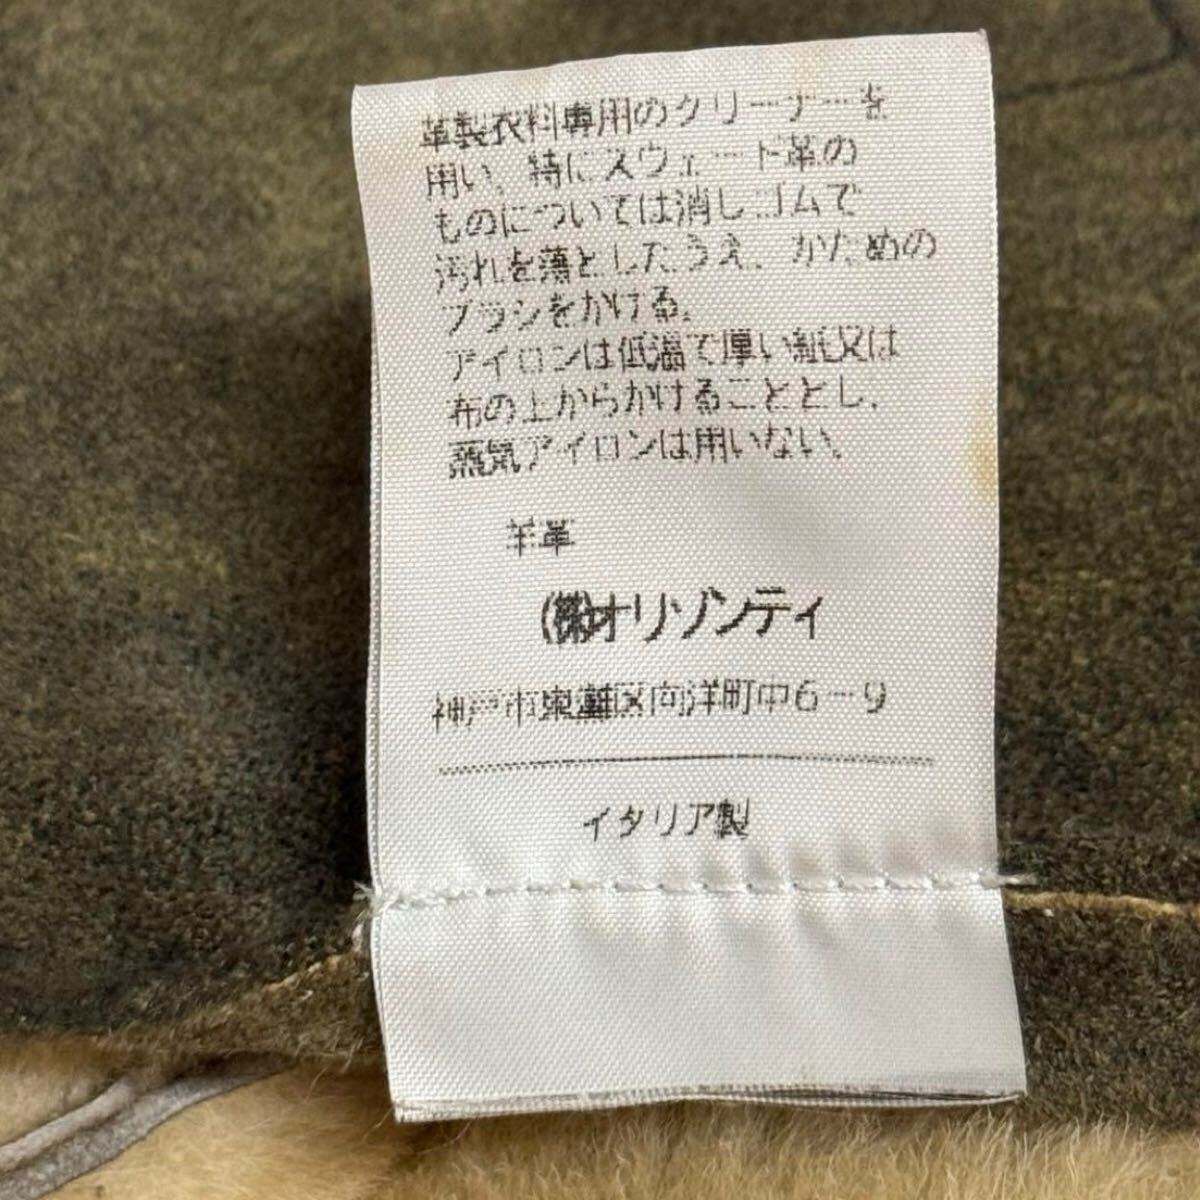 革製衣料専用のクリーナーを
用い、特にスウェード革の
ものについては消しゴムで
汚れを落としたうえ、かための
ブラシをかける。
アイロンは低温で厚い紙又は
布の上からかけることとし、
蒸気アイロンは用いない。
羊革
(株)オリゾンティ
神戸市東灘区向洋町中6-9
イタリア製